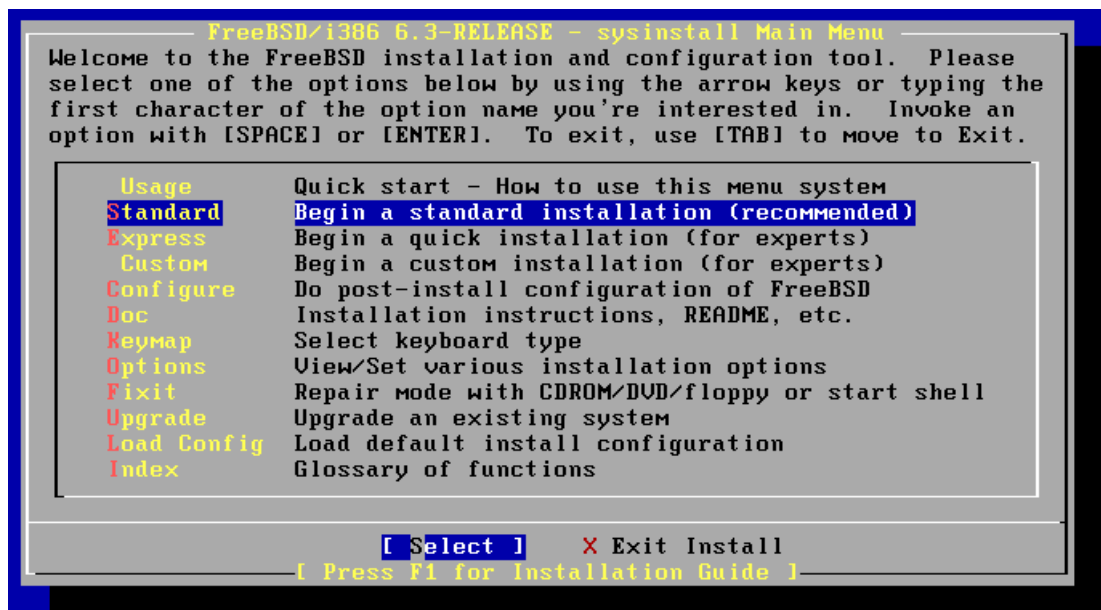 FreeBSD/i386 6.3-RELEASE - sysinstall Main Menu
Welcome to the FreeBSD installation and configuration tool.  Please
select one of the options below by using the arrow keys or typing the
first character of the option name you're interested in.  Invoke an
option with [SPACE] or [ENTER].  To exit, use [TAB] to move to Exit.
Usage Quick start - How to use this menu system
Standard Begin a standard installation (recommended)
Express Begin a quick installation (for experts)
Custom Begin a custom installation (for experts)
Configure Do post-install configuration of FreeBSD
Doc Installation instructions, README, etc.
Keymap Select keyboard type
Options View/Set various installation options
Fixit Repair mode with CDROM/DVD/floppy or start shell
Upgrade Upgrade an existing system
Load Config Load default install configuration
Index Glossary of functions
[ Select ] X Exit Install
[ Press F1 for Installation Guide ]